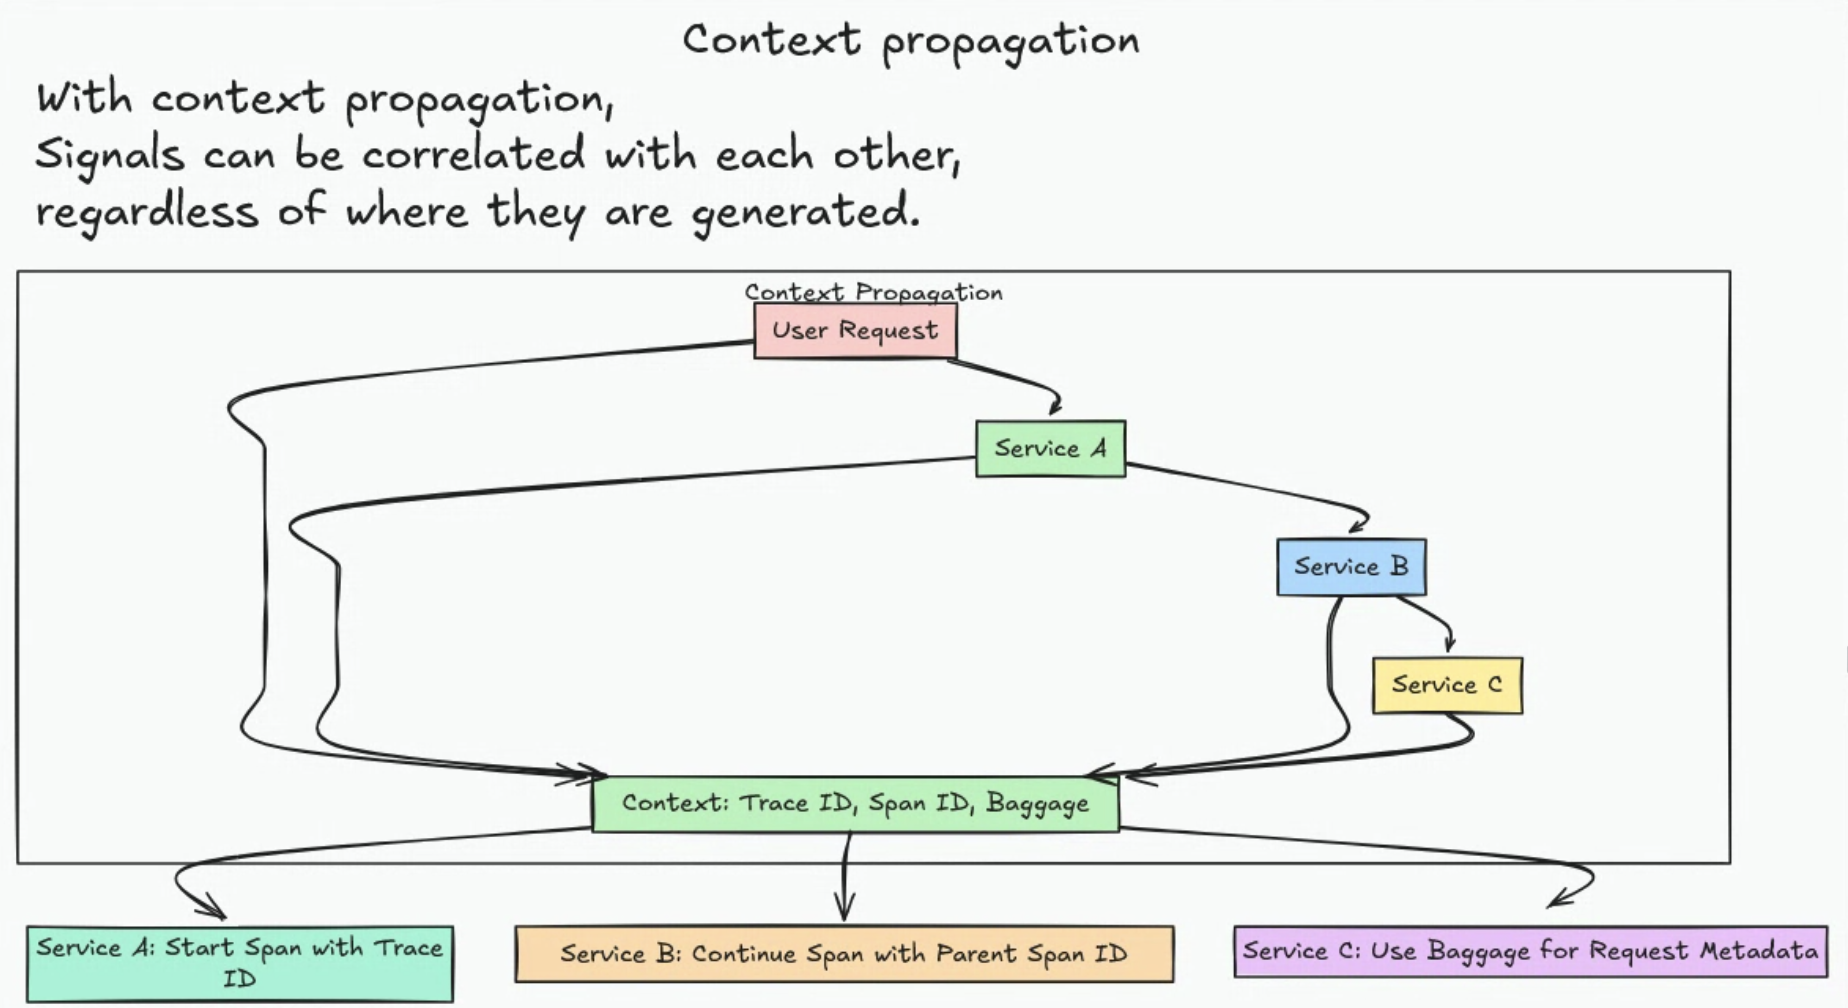 Context propagation
With context propagation,
Signals can be correlated with each other,
regardless of where they are generated.
Context Propagation
User Request
Service A
Service B
Service C
Context: Trace ID, Span ID, Baggage
Service A: Start Span with Trace
ID
Service B: Continue Span with Parent Span ID
Service C: Use Baggage for Request Metadata